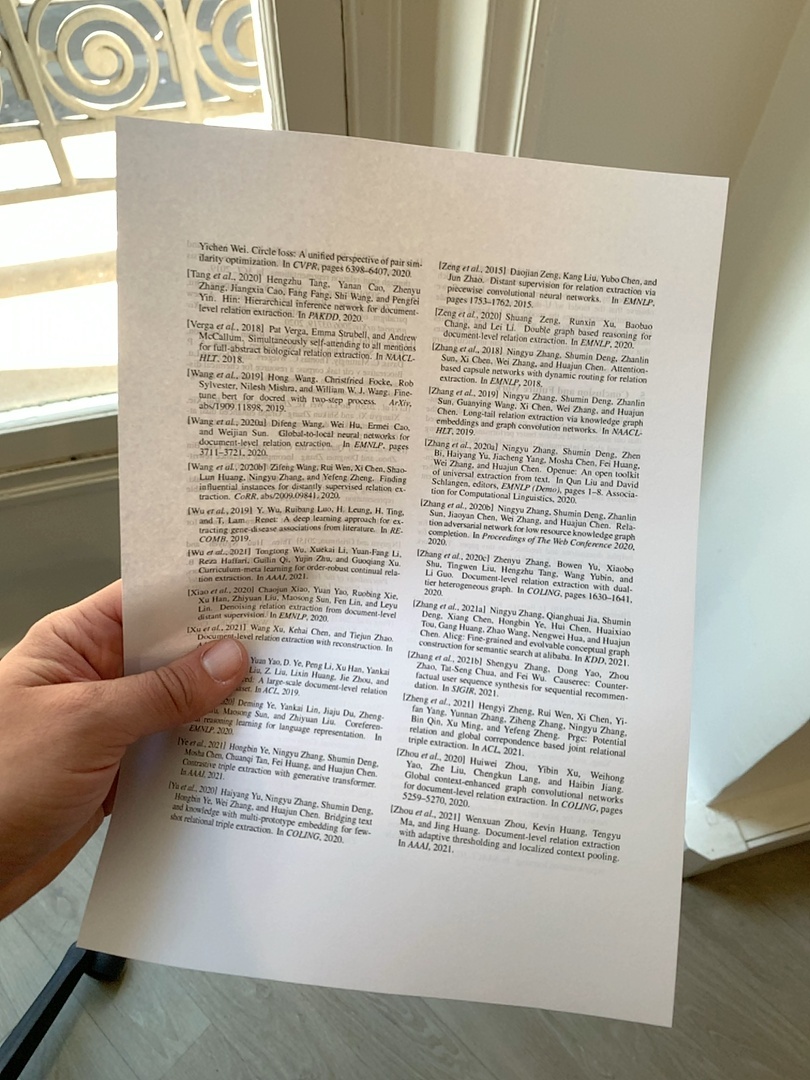 Yichen Wei. Circle loss: A unified perspective of pair sim-
ilarity optimization. In CVPR, pages 6398–6407, 2020.
[Tang et al., 2020] Hengzhu Tang, Yanan Cao, Zhenyu
Zhang, Jiangxia Cao, Fang Fang, Shi Wang, and Pengfei
Yin. Hin: Hierarchical inference network for document-
level relation extraction. In PAKDD, 2020.
[Verga et al., 2018] Pat Verga, Emma Strubell, and Andrew
McCallum. Simultaneously self-attending to all mentions
for full-abstract biological relation extraction. In NAACL-
HLT, 2018.
[Wang et al., 2019] Hong Wang, Christfried Focke, Rob
Sylvester, Nilesh Mishra, and William W. J. Wang. Fine-
tune bert for docred with two-step process. ArXiv,
abs/1909.11898, 2019.
[Wang et al., 2020a] Difeng Wang, Wei Hu, Ermei Cao,
and Weijian Sun. Global-to-local neural networks for
document-level relation extraction. In EMNLP, pages
3711–3721, 2020.
[Wang et al., 2020b] Zifeng Wang, Rui Wen, Xi Chen, Shao-
Lun Huang, Ningyu Zhang, and Yefeng Zheng. Finding
influential instances for distantly supervised relation ex-
traction. CoRR, abs/2009.09841, 2020.
[Wu et al., 2019] Y. Wu, Ruibang Luo, H. Leung, H. Ting,
and T. Lam. Renet: A deep learning approach for ex-
tracting gene-disease associations from literature. In RE-
COMB, 2019.
[Wu et al., 2021] Tongtong Wu, Xuekai Li, Yuan-Fang Li,
Reza Haffari, Guilin Qi, Yujin Zhu, and Guoqiang Xu.
Curriculum-meta learning for order-robust continual rela-
tion extraction. In AAAI, 2021.
[Xiao et al., 2020] Chaojun Xiao, Yuan Yao, Ruobing Xie,
Xu Han, Zhiyuan Liu, Maosong Sun, Fen Lin, and Leyu
Lin. Denoising relation extraction from document-level
distant supervision. In EMNLP, 2020.
[Xu et al., 2021] Wang Xu, Kehai Chen, and Tiejun Zhao.
Document-level relation extraction with reconstruction. In
Yuan Yao, D. Ye, Peng Li, Xu Han, Yankai
Liu, Z. Liu, Lixin Huang, Jie Zhou, and
A large-scale document-level relation
In ACL, 2019.
Deming Ye, Yankai Lin, Jiaju Du, Zheng-
Maosong Sun, and Zhiyuan Liu. Coreferen-
reasoning learning for language representation. In
EMNLP, 2020.
[Ye et al., 2021] Hongbin Ye, Ningyu Zhang, Shumin Deng,
Mosha Chen, Chuanqi Tan, Fei Huang, and Huajun Chen.
Contrastive triple extraction with generative transformer.
In AAAI, 2021.
[Yu et al., 2020] Haiyang Yu, Ningyu Zhang, Shumin Deng,
Hongbin Ye, Wei Zhang, and Huajun Chen. Bridging text
and knowledge with multi-prototype embedding for few-
shot relational triple extraction. In COLING, 2020.
[Zeng et al., 2015] Daojian Zeng, Kang Liu, Yubo Chen, and
Jun Zhao. Distant supervision for relation extraction via
piecewise convolutional neural networks. In EMNLP,
pages 1753–1762, 2015.
[Zeng et al., 2020] Shuang Zeng, Runxin Xu, Baobao
Chang, and Lei Li. Double graph based reasoning for
document-level relation extraction. In EMNLP, 2020.
[Zhang et al., 2018] Ningyu Zhang, Shumin Deng, Zhanlin
Sun, Xi Chen, Wei Zhang, and Huajun Chen. Attention-
based capsule networks with dynamic routing for relation
extraction. In EMNLP, 2018.
[Zhang et al., 2019] Ningyu Zhang, Shumin Deng, Zhanlin
Sun, Guanying Wang, Xi Chen, Wei Zhang, and Huajun
Chen. Long-tail relation extraction via knowledge graph
embeddings and graph convolution networks. In NAACL-
HLT, 2019.
[Zhang et al., 2020a] Ningyu Zhang, Shumin Deng, Zhen
Bi, Haiyang Yu, Jiacheng Yang, Mosha Chen, Fei Huang,
Wei Zhang, and Huajun Chen. Openue: An open toolkit
of universal extraction from text. In Qun Liu and David
Schlangen, editors, EMNLP (Demo), pages 1–8. Associa-
tion for Computational Linguistics, 2020.
[Zhang et al., 2020b] Ningyu Zhang, Shumin Deng, Zhanlin
Sun, Jiaoyan Chen, Wei Zhang, and Huajun Chen. Rela-
tion adversarial network for low resource knowledge graph
completion. In Proceedings of The Web Conference 2020,
2020.
[Zhang et al., 2020c] Zhenyu Zhang, Bowen Yu, Xiaobo
Shu, Tingwen Liu, Hengzhu Tang, Wang Yubin, and
Li Guo. Document-level relation extraction with dual-
tier heterogeneous graph. In COLING, pages 1630–1641,
2020.
[Zhang et al., 2021a] Ningyu Zhang, Qianghuai Jia, Shumin
Deng, Xiang Chen, Hongbin Ye, Hui Chen, Huaixiao
Tou, Gang Huang, Zhao Wang, Nengwei Hua, and Huajun
Chen. Alicg: Fine-grained and evolvable conceptual graph
construction for semantic search at alibaba. In KDD, 2021.
[Zhang et al., 2021b] Shengyu Zhang, Dong Yao, Zhou
Zhao, Tat-Seng Chua, and Fei Wu. Causerec: Counter-
factual user sequence synthesis for sequential recommen-
dation. In SIGIR, 2021.
[Zheng et al., 2021] Hengyi Zheng, Rui Wen, Xi Chen, Yi-
fan Yang, Yunnan Zhang, Ziheng Zhang, Ningyu Zhang,
Bin Qin, Xu Ming, and Yefeng Zheng. Prgc: Potential
relation and global correpondence based joint relational
triple extraction. In ACL, 2021.
[Zhou et al., 2020] Huiwei Zhou, Yibin Xu, Weihong
Yao, Zhe Liu, Chengkun Lang, and Haibin Jiang.
Global context-enhanced graph convolutional networks
for document-level relation extraction. In COLING, pages
5259–5270, 2020.
[Zhou et al., 2021] Wenxuan Zhou, Kevin Huang, Tengyu
Ma, and Jing Huang. Document-level relation extraction
with adaptive thresholding and localized context pooling.
In AAAI, 2021.